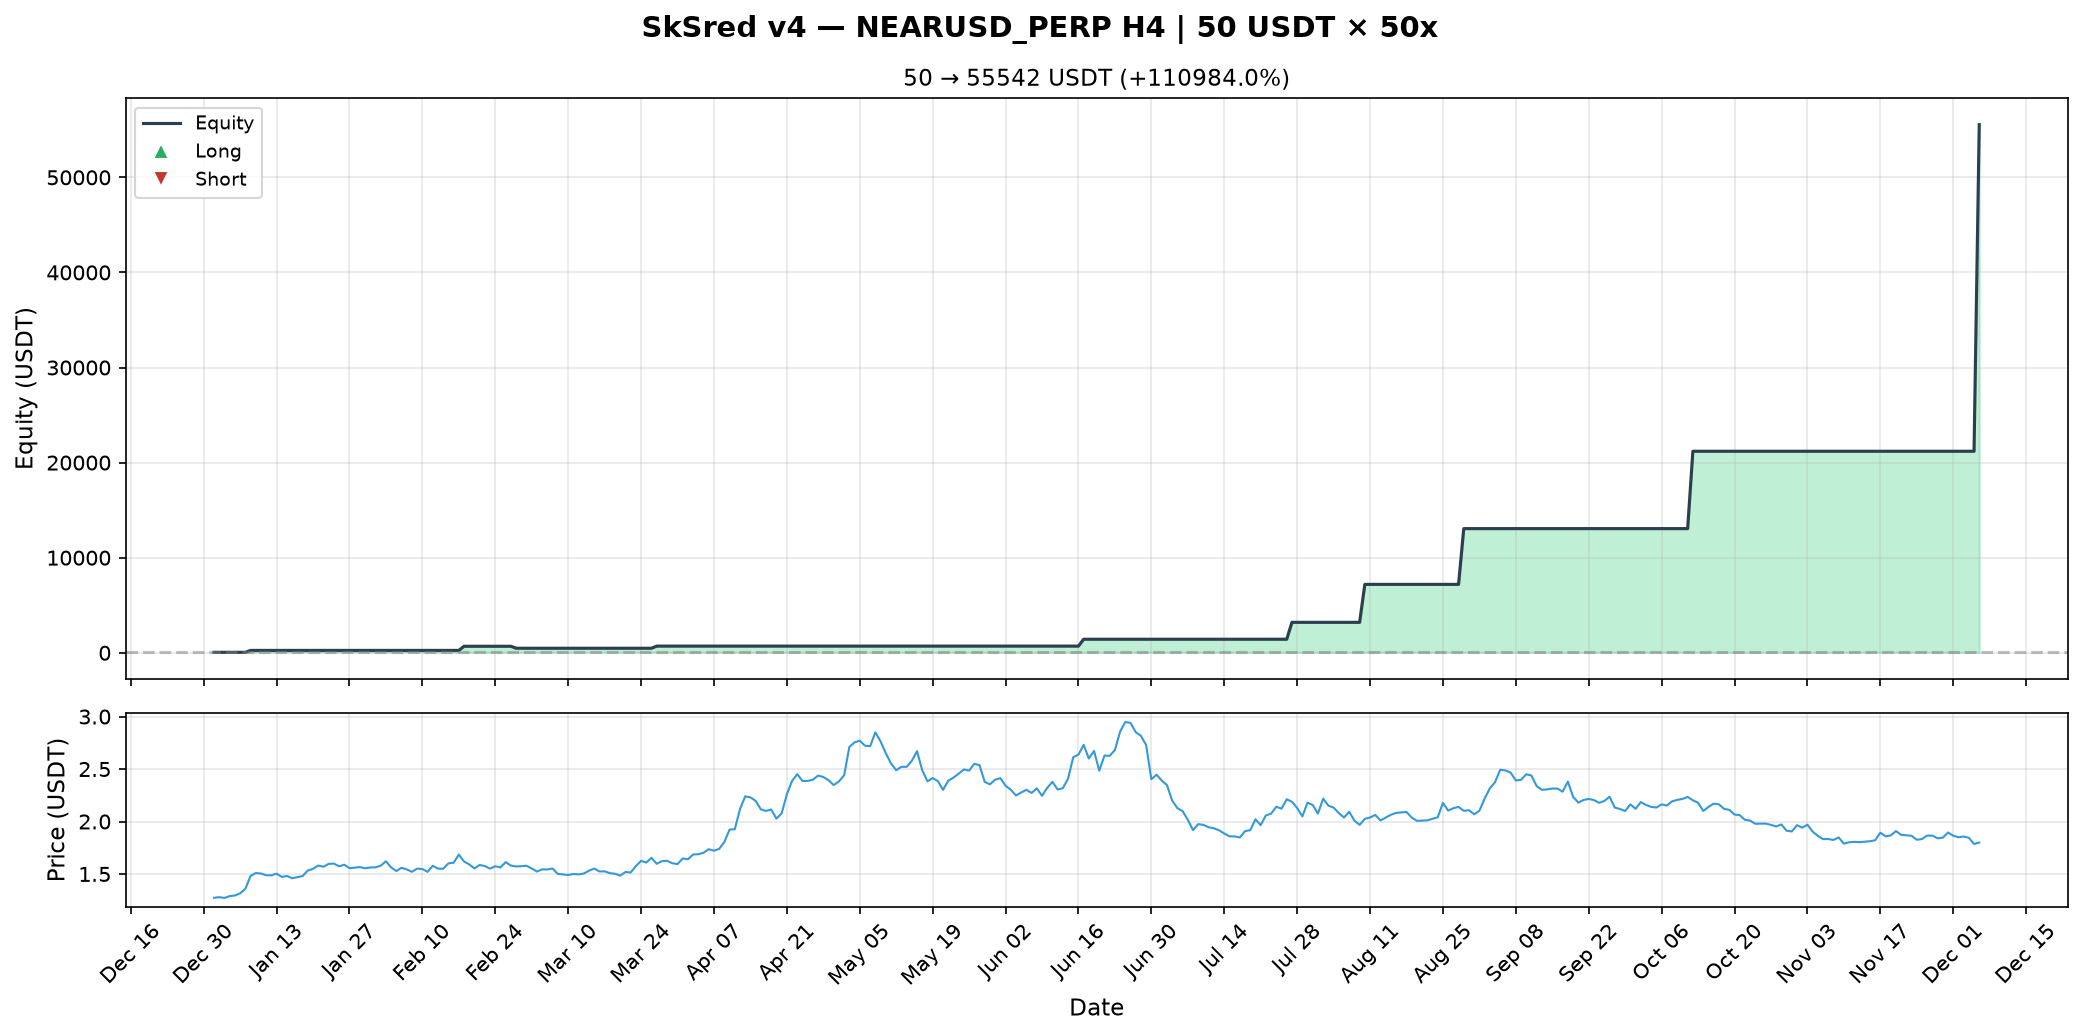 SkSred v4 — NEARUSD_PERP H4 | 50 USDT × 50x
50 → 55542 USDT (+110984.0%)
Equity
Long
Short
Equity (USDT)
50000
40000
30000
20000
10000
0
Price (USDT)
3.0
2.5
2.0
1.5
Dec 16
Dec 30
Jan 13
Jan 27
Feb 10
Feb 24
Mar 10
Mar 24
Apr 07
Apr 21
May 05
May 19
Jun 02
Jun 16
Jun 30
Jul 14
Jul 28
Aug 11
Aug 25
Sep 08
Sep 22
Oct 06
Oct 20
Nov 03
Nov 17
Dec 01
Dec 15
Date